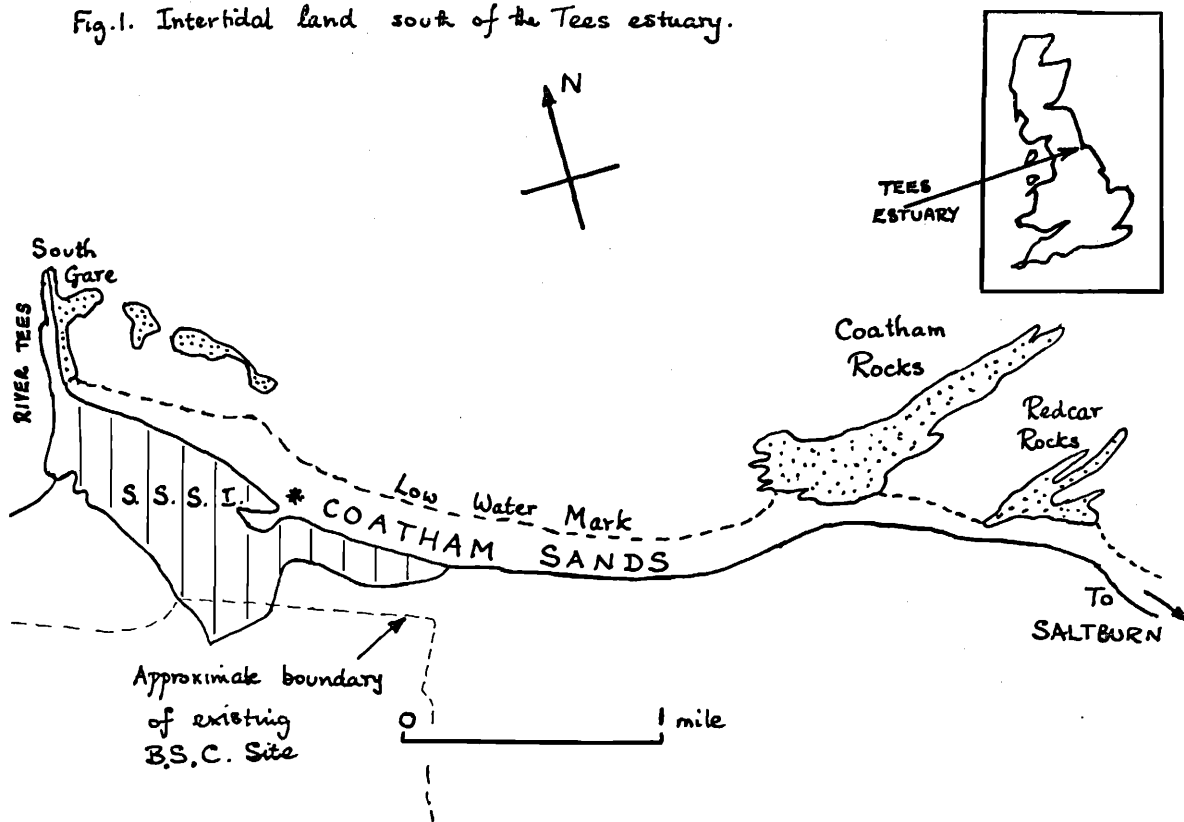 Fig.1. Intertidal land south of the Tees estuary.
N
TEES
ESTUARY
South
Gare
RIVER TEES
Coatham
Rocks
Redcar
Rocks
S. S. S. I.
*
Low Water Mark
COATHAM SANDS
To
SALTBURN
Approximate boundary
of existing
B.S.C. Site
0 1 mile